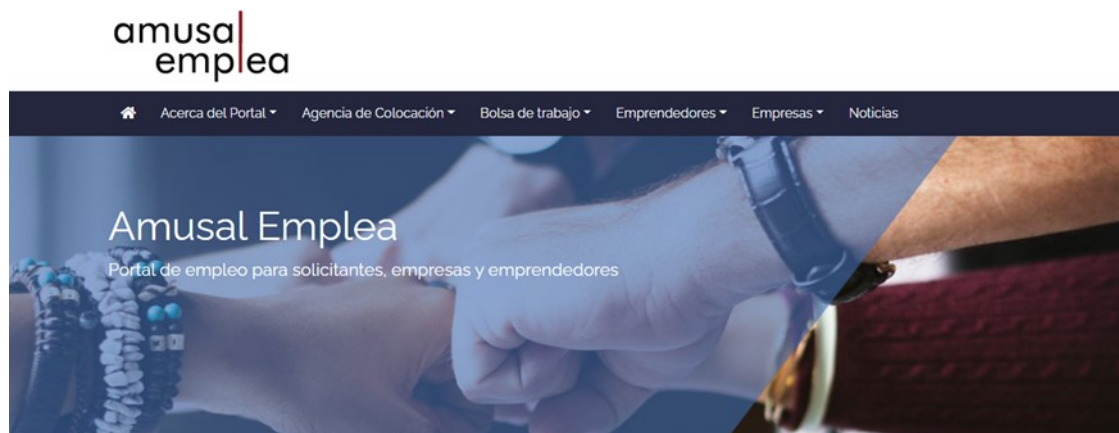 amusal
emplea
Acerca del Portal Agencia de Colocación Bolsa de trabajo Emprendedores Empresas Noticias
Amusal Emplea
Portal de empleo para solicitantes, empresas y emprendedores